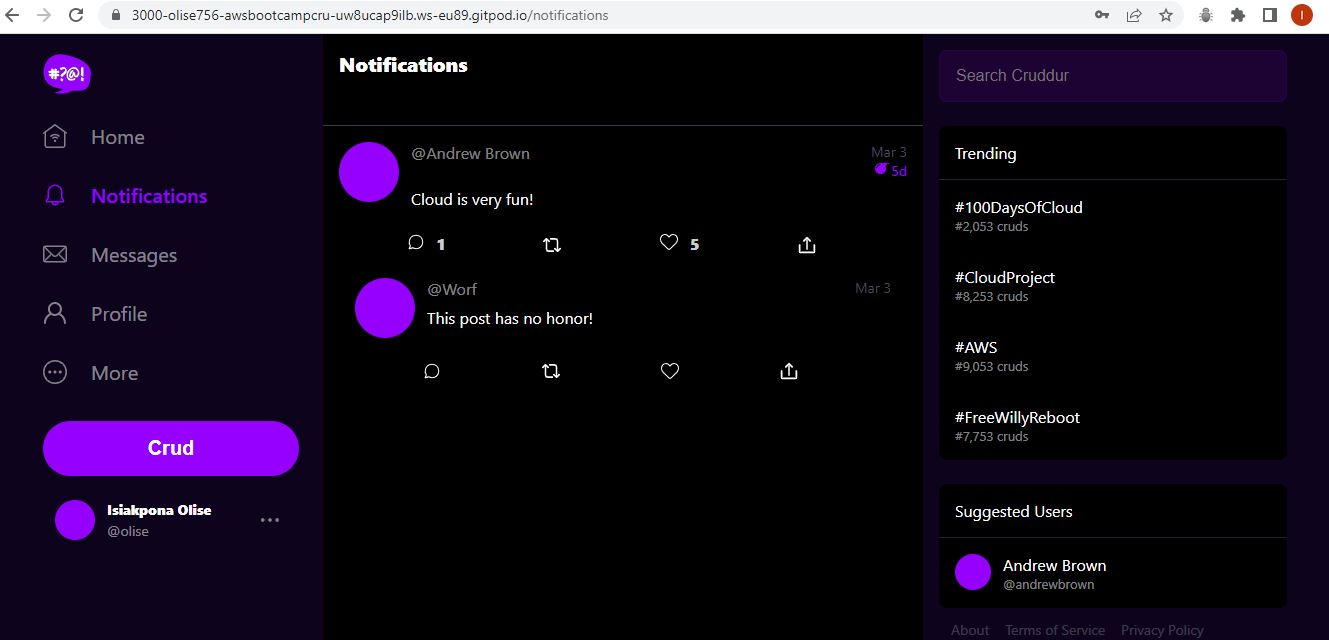 3000-olise756-awsbootcampcru-uw8ucap9ilb.ws-eu89.gitpod.io/notifications
I
#?@!
Home
Notifications
Messages
Profile
More
Crud
Isiakpona Olise
@olise
Notifications
@Andrew Brown
Mar 3
5d
Cloud is very fun!
1
5
@Worf
Mar 3
This post has no honor!
Search Cruddur
Trending
#100DaysOfCloud
#2,053 cruds
#CloudProject
#8,253 cruds
#AWS
#9,053 cruds
#FreeWillyReboot
#7,753 cruds
Suggested Users
Andrew Brown
@andrewbrown
About Terms of Service Privacy Policy